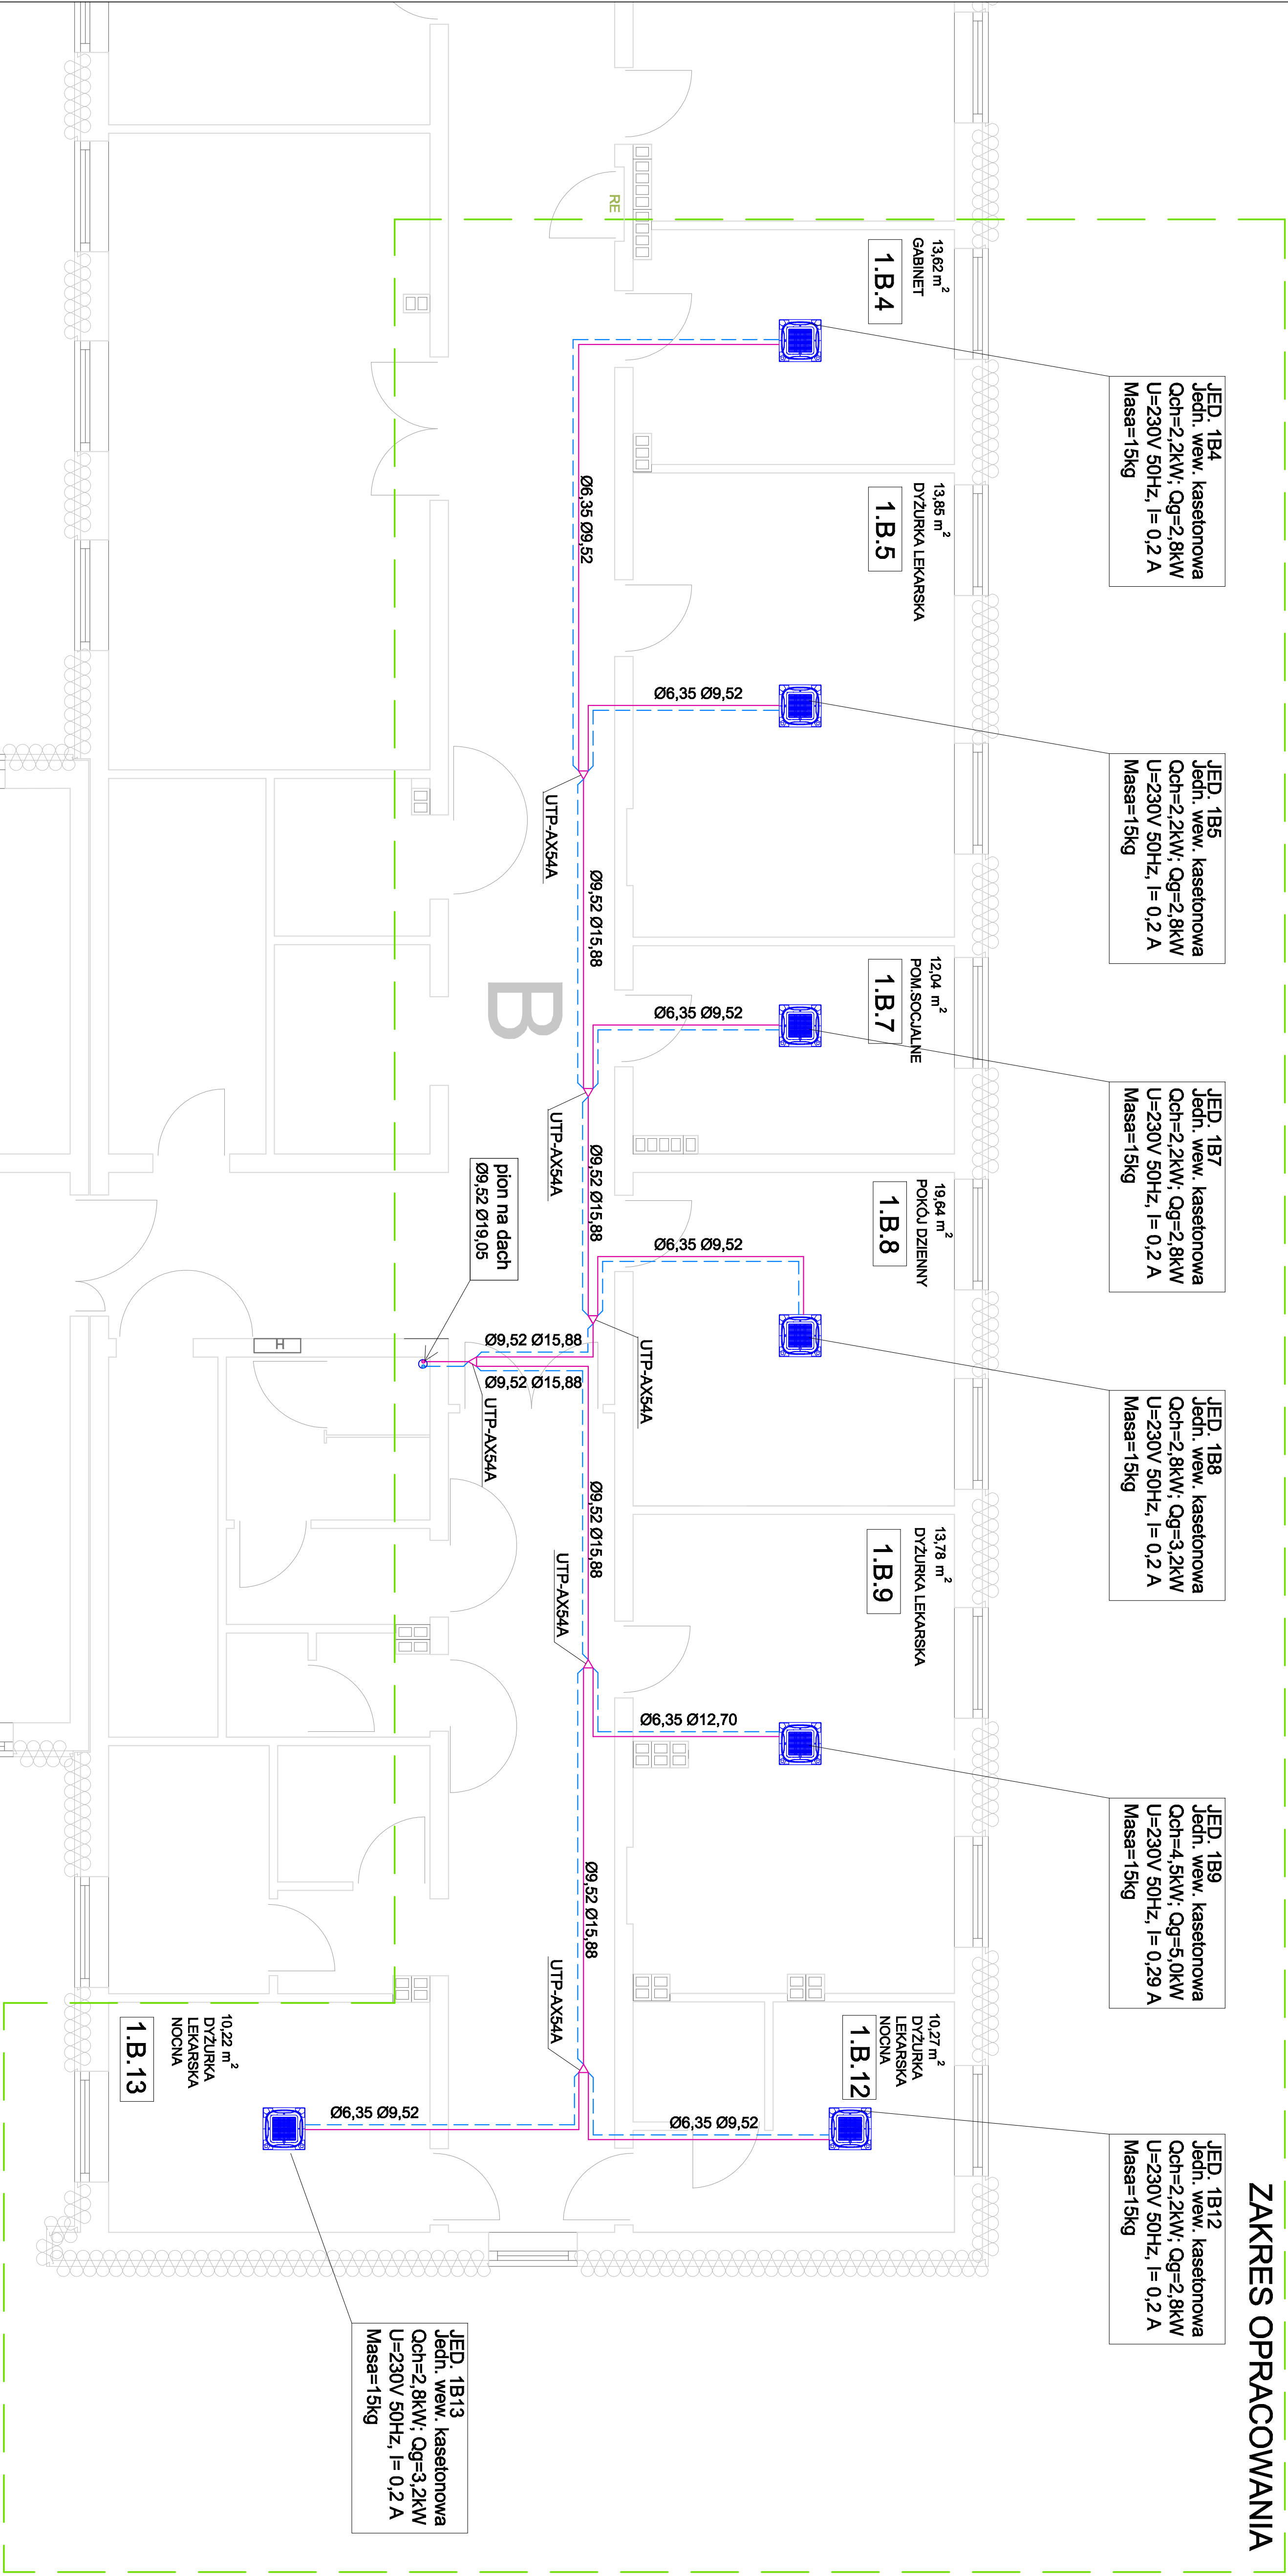 ZAKRES OPRACOWANIA
JED. 1B4
Jedn. wew. kasetonowa
Qch=2,2kW; Qg=2,8kW
U=230V 50Hz, I= 0,2 A
Masa=15kg
JED. 1B5
Jedn. wew. kasetonowa
Qch=2,2kW; Qg=2,8kW
U=230V 50Hz, I= 0,2 A
Masa=15kg
JED. 1B7
Jedn. wew. kasetonowa
Qch=2,2kW; Qg=2,8kW
U=230V 50Hz, I= 0,2 A
Masa=15kg
JED. 1B8
Jedn. wew. kasetonowa
Qch=2,8kW; Qg=3,2kW
U=230V 50Hz, I= 0,2 A
Masa=15kg
JED. 1B9
Jedn. wew. kasetonowa
Qch=4,5kW; Qg=5,0kW
U=230V 50Hz, I= 0,29 A
Masa=15kg
JED. 1B12
Jedn. wew. kasetonowa
Qch=2,2kW; Qg=2,8kW
U=230V 50Hz, I= 0,2 A
Masa=15kg
13,62 m²
GABINET
1.B.4
13,85 m²
DYŻURKA LEKARSKA
1.B.5
12,04 m²
POM.SOCJALNE
1.B.7
19,64 m²
POKÓJ DZIENNY
1.B.8
13,78 m²
DYŻURKA LEKARSKA
1.B.9
10,27 m²
DYŻURKA
LEKARSKA
NOCNA
1.B.12
Ø6,35 Ø9,52
Ø6,35 Ø9,52
Ø6,35 Ø9,52
Ø6,35 Ø12,70
Ø6,35 Ø9,52
RE
Ø6,35 Ø9,52
Ø9,52 Ø15,88
Ø9,52 Ø15,88
UTP-AX54A
Ø9,52 Ø15,88
Ø9,52 Ø15,88
UTP-AX54A
UTP-AX54A
UTP-AX54A
UTP-AX54A
B
Ø9,52 Ø15,88
Ø9,52 Ø15,88
UTP-AX54A
pion na dach
Ø9,52 Ø19,05
H
Ø6,35 Ø9,52
10,22 m²
DYŻURKA
LEKARSKA
NOCNA
1.B.13
JED. 1B13
Jedn. wew. kasetonowa
Qch=2,8kW; Qg=3,2kW
U=230V 50Hz, I= 0,2 A
Masa=15kg